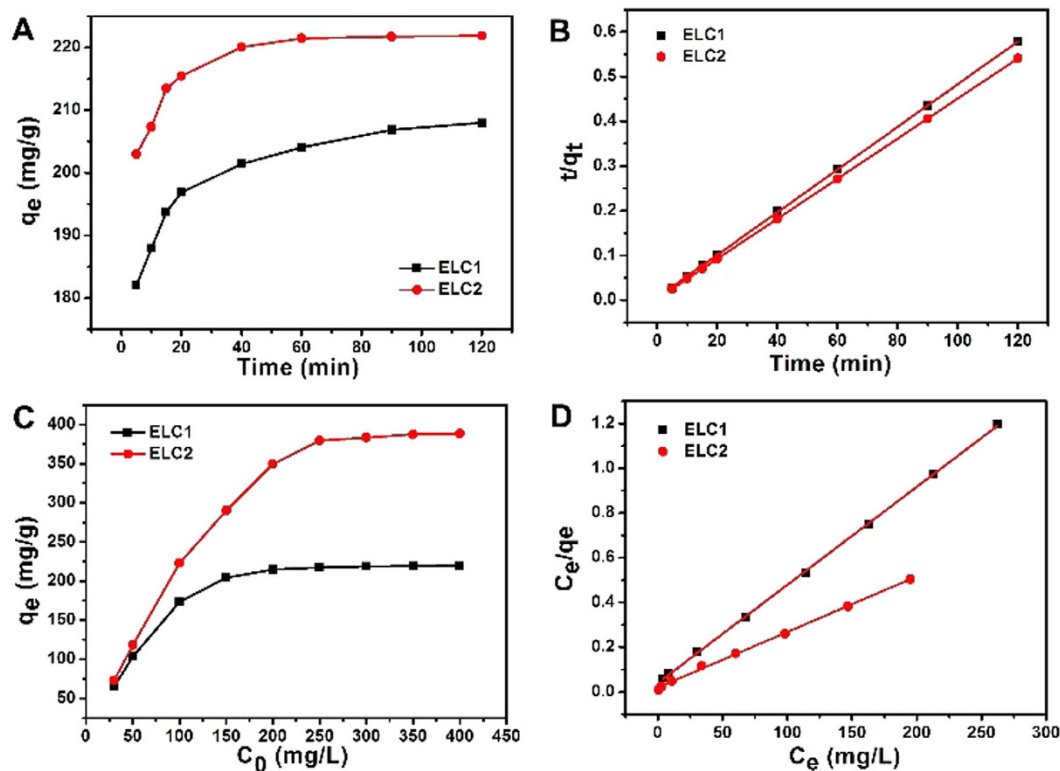 A
220
210
200
190
180
qe (mg/g)
ELC1
ELC2
0 20 40 60 80 100 120
Time (min)
B
0.6
0.4
0.3
0.2
0.0
t/qt
ELC1
ELC2
0 20 40 60 80 100 120
Time (min)
C
400
350
300
250
200
150
100
50
qe (mg/g)
ELC1
ELC2
0 50 100 150 200 250 300 350 400 450
C0 (mg/L)
D
1.2
1.0
0.8
0.6
0.4
0.2
0.0
Ce/qe
ELC1
ELC2
0 50 100 150 200 250 300
Ce (mg/L)